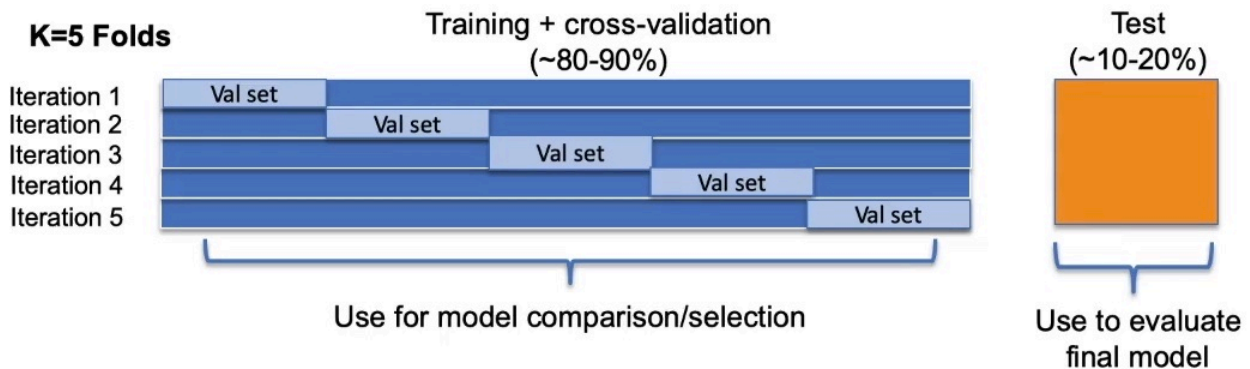 K=5 Folds
Training + cross-validation
(~80-90%)
Test
(~10-20%)
Iteration 1
Val set
Iteration 2
Val set
Iteration 3
Val set
Iteration 4
Val set
Iteration 5
Val set
Use for model comparison/selection
Use to evaluate
final model